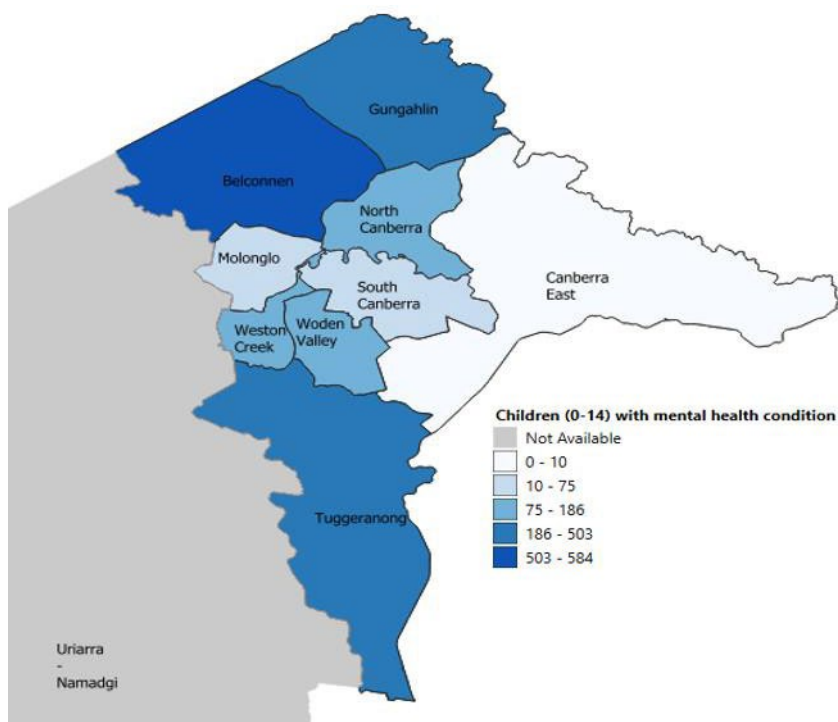 Gungahlin
Belconnen
North
Canberra
Molonglo
Canberra
East
South
Canberra
Weston
Creek
Woden
Valley
Children (0-14) with mental health condition
Not Available
0 - 10
10 - 75
75 - 186
186 - 503
503 - 584
Tuggeranong
Uriarra
-
Namadgi